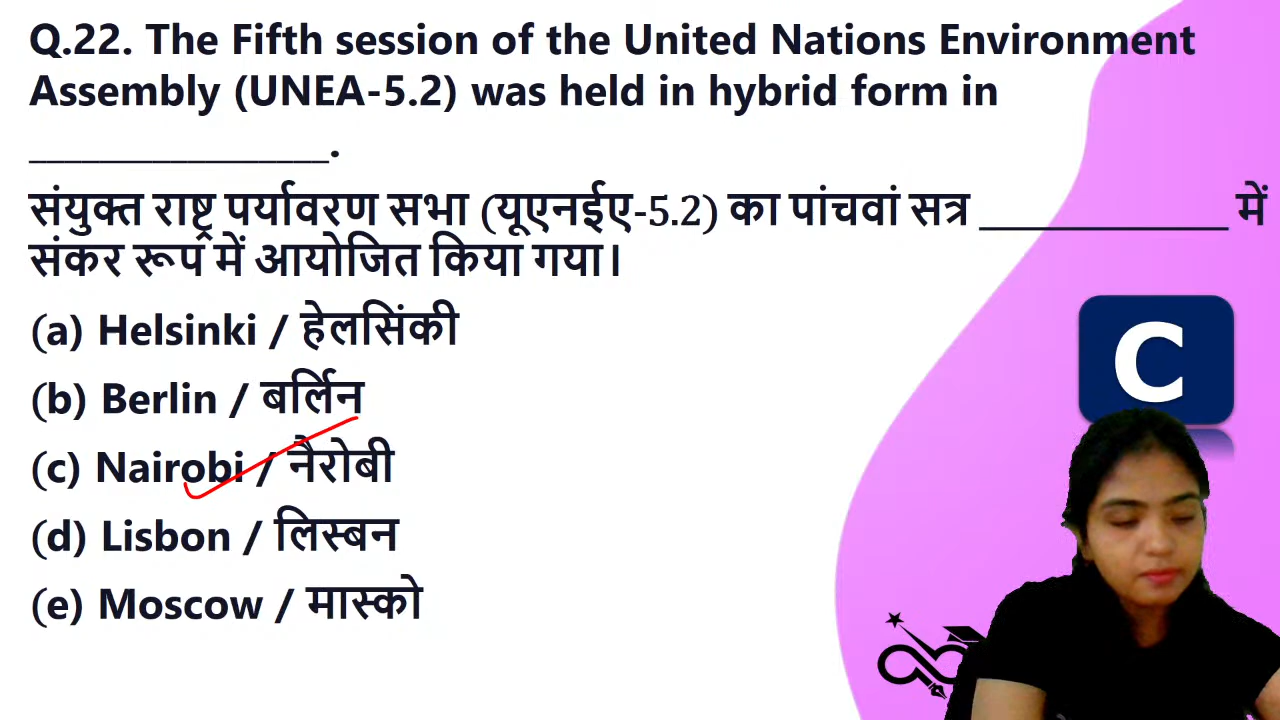 Q.22. The Fifth session of the United Nations Environment
Assembly (UNEA-5.2) was held in hybrid form in
_______________.
संयुक्त राष्ट्र पर्यावरण सभा (यूएनईए-5.2) का पांचवां सत्र ____________ में
संकर रूप में आयोजित किया गया।
(a) Helsinki / हेलसिंकी
(b) Berlin / बर्लिन
(c) Nairobi / नैरोबी
(d) Lisbon / लिस्बन
(e) Moscow / मास्को
C